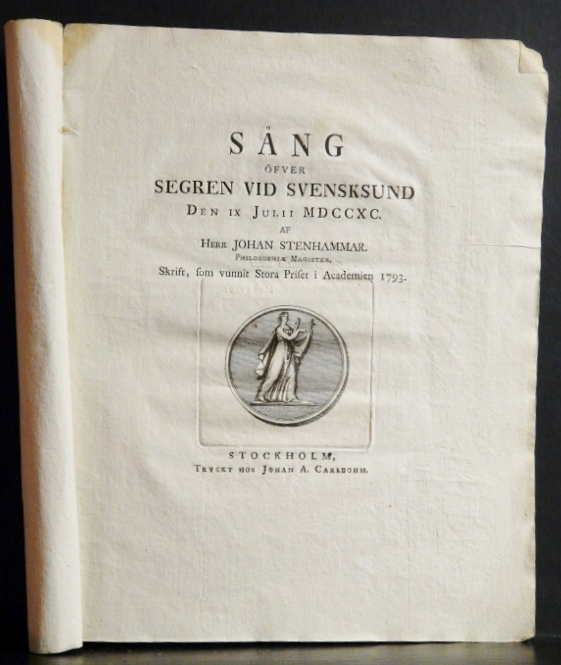 SÅNG
ÖFVER
SEGREN VID SVENSKSUND
DEN IX JULII MDCCXC.
AF
HERR JOHAN STENHAMMAR.
PHILOSOPHIÆ MAGISTER.
Skrift, som vunnit Stora Priset i Academien 1793.
STOCKHOLM,
TRYCKT HOS JOHAN A. CARLBOHM.